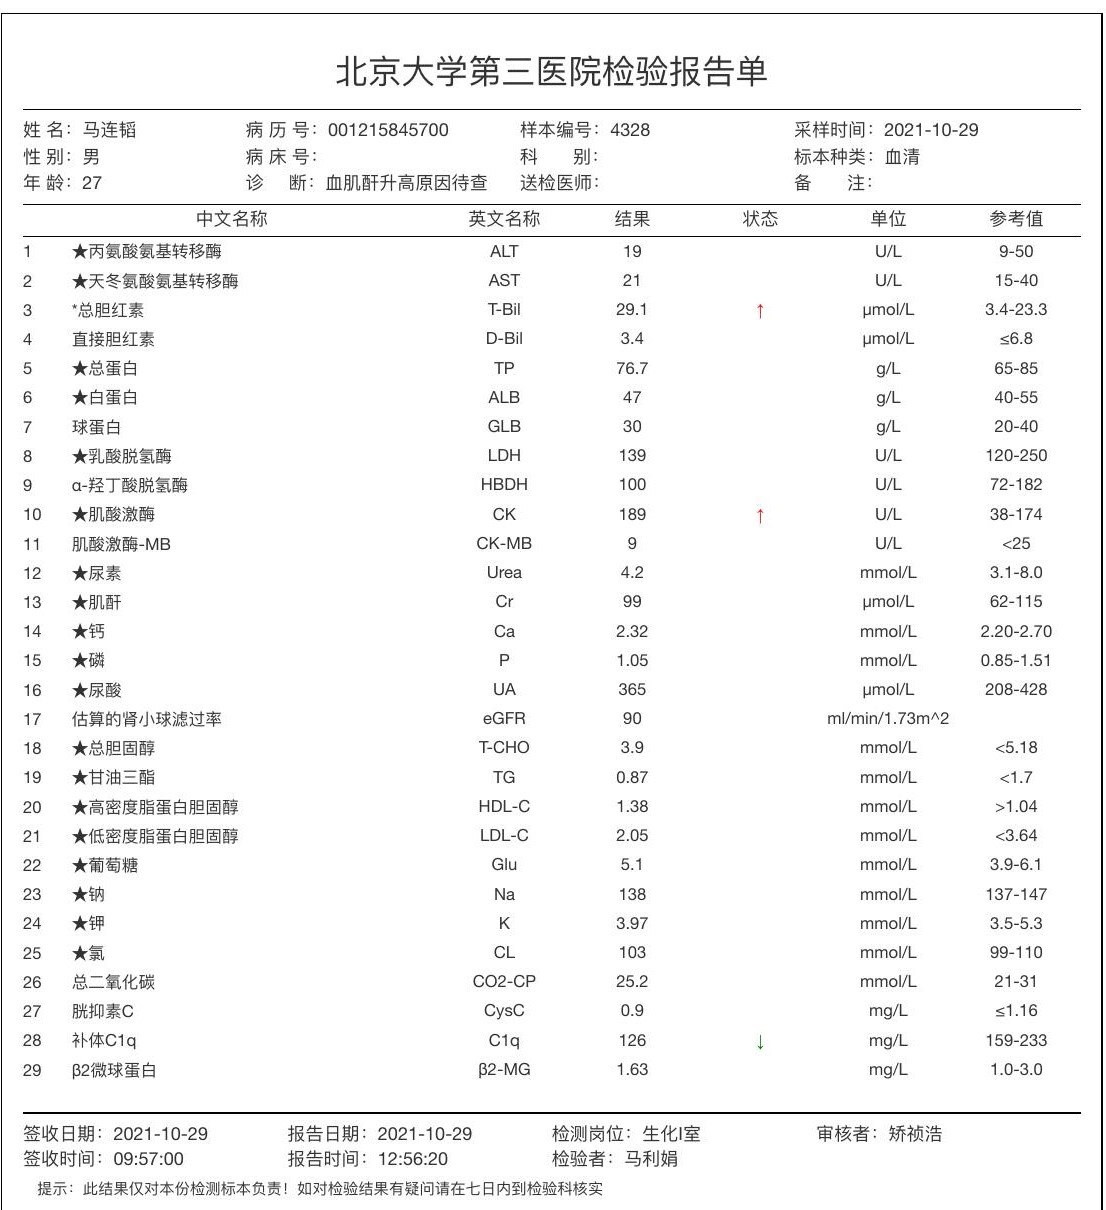 北京大学第三医院检验报告单
姓 名：马连韬 病 历 号：001215845700 样本编号：4328 采样时间：2021-10-29
性 别：男 病 床 号： 科 别： 标本种类：血清
年 龄：27 诊 断：血肌酐升高原因待查 送检医师： 备 注：
中文名称 英文名称 结果 状态 单位 参考值
1 ★丙氨酸氨基转移酶 ALT 19 U/L 9-50
2 ★天冬氨酸氨基转移酶 AST 21 U/L 15-40
3 *总胆红素 T-Bil 29.1 ↑ μmol/L 3.4-23.3
4 直接胆红素 D-Bil 3.4 μmol/L ≤6.8
5 ★总蛋白 TP 76.7 g/L 65-85
6 ★白蛋白 ALB 47 g/L 40-55
7 球蛋白 GLB 30 g/L 20-40
8 ★乳酸脱氢酶 LDH 139 U/L 120-250
9 α-羟丁酸脱氢酶 HBDH 100 U/L 72-182
10 ★肌酸激酶 CK 189 ↑ U/L 38-174
11 肌酸激酶-MB CK-MB 9 U/L <25
12 ★尿素 Urea 4.2 mmol/L 3.1-8.0
13 ★肌酐 Cr 99 μmol/L 62-115
14 ★钙 Ca 2.32 mmol/L 2.20-2.70
15 ★磷 P 1.05 mmol/L 0.85-1.51
16 ★尿酸 UA 365 μmol/L 208-428
17 估算的肾小球滤过率 eGFR 90 ml/min/1.73m^2
18 ★总胆固醇 T-CHO 3.9 mmol/L <5.18
19 ★甘油三酯 TG 0.87 mmol/L <1.7
20 ★高密度脂蛋白胆固醇 HDL-C 1.38 mmol/L >1.04
21 ★低密度脂蛋白胆固醇 LDL-C 2.05 mmol/L <3.64
22 ★葡萄糖 Glu 5.1 mmol/L 3.9-6.1
23 ★钠 Na 138 mmol/L 137-147
24 ★钾 K 3.97 mmol/L 3.5-5.3
25 ★氯 CL 103 mmol/L 99-110
26 总二氧化碳 CO2-CP 25.2 mmol/L 21-31
27 胱抑素C CysC 0.9 mg/L ≤1.16
28 补体C1q C1q 126 ↓ mg/L 159-233
29 β2微球蛋白 β2-MG 1.63 mg/L 1.0-3.0
签收日期：2021-10-29 报告日期：2021-10-29 检测岗位：生化I室 审核者：矫祯浩
签收时间：09:57:00 报告时间：12:56:20 检验者：马利娟
提示：此结果仅对本份检测标本负责！如对检验结果有疑问请在七日内到检验科核实